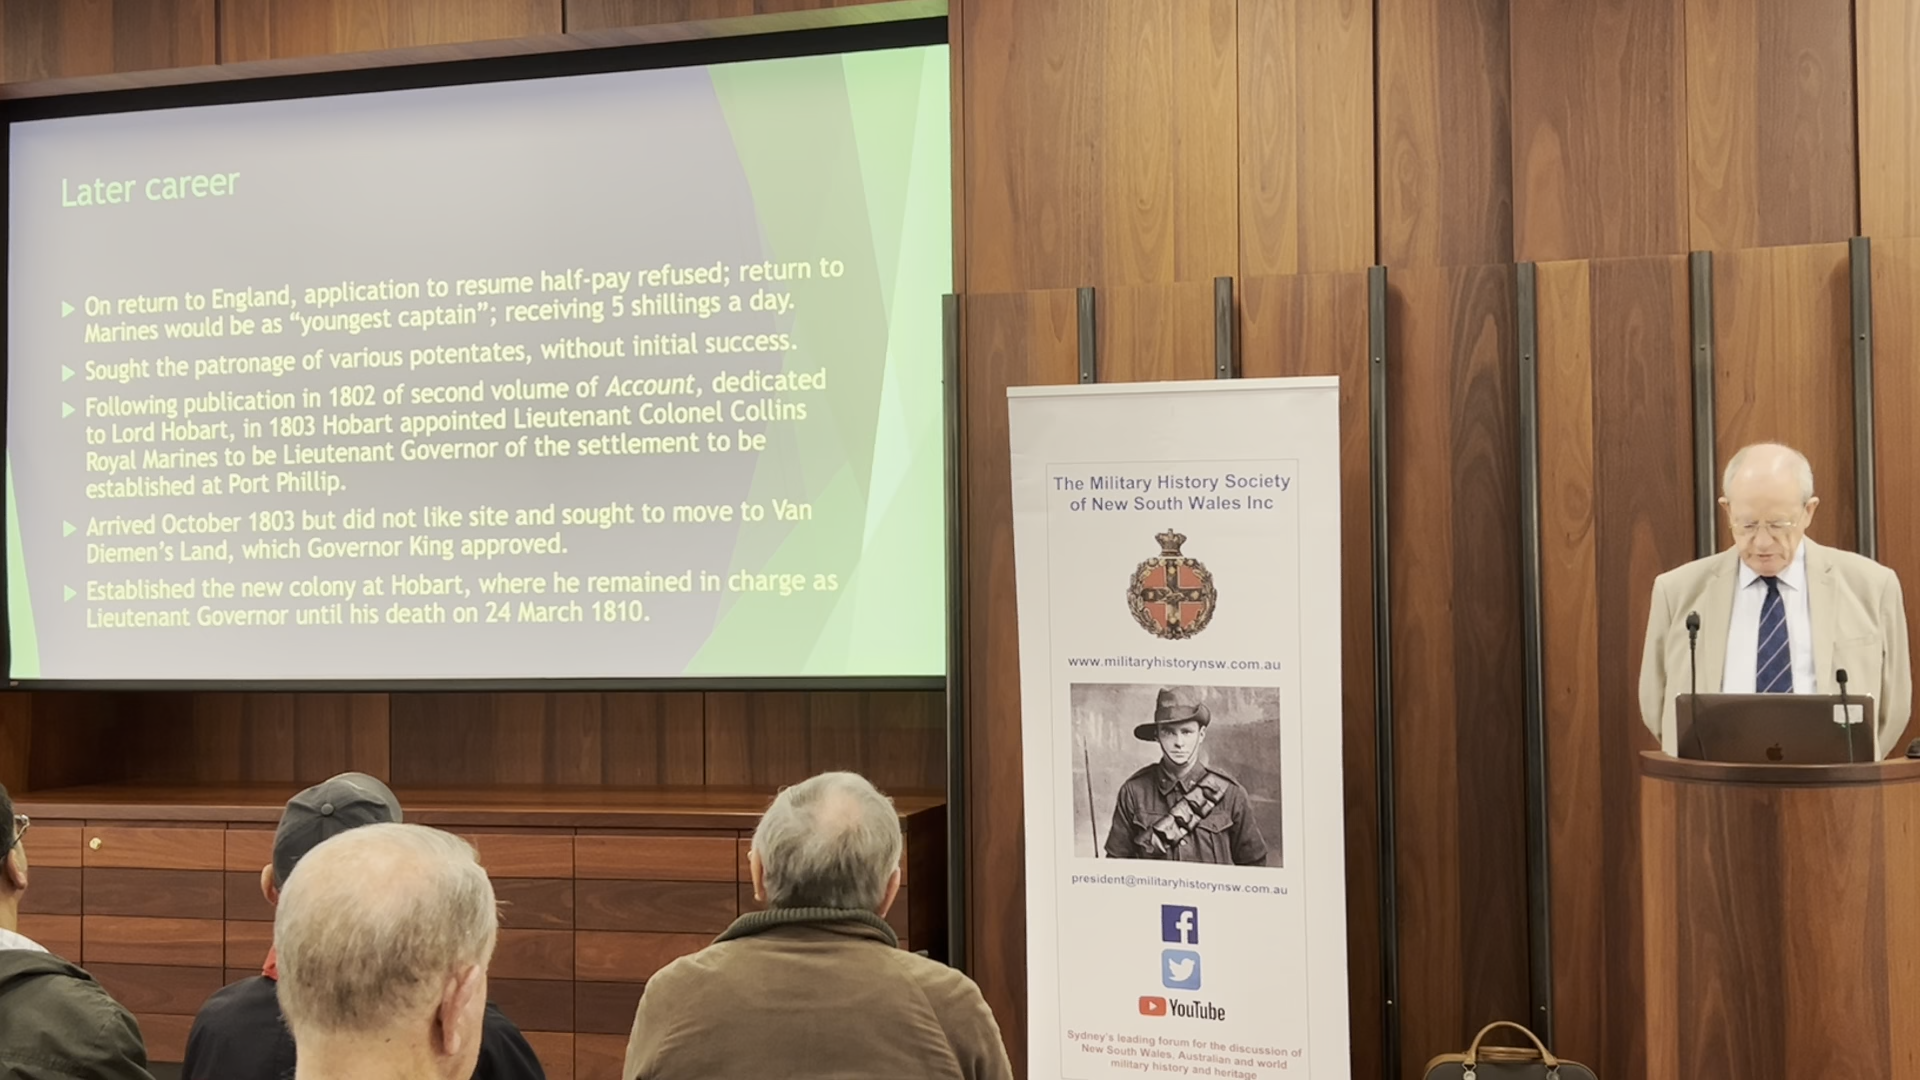 Later career
On return to England, application to resume half-pay refused; return to
Marines would be as “youngest captain”; receiving 5 shillings a day.
Sought the patronage of various potentates, without initial success.
Following publication in 1802 of second volume of Account, dedicated
to Lord Hobart, in 1803 Hobart appointed Lieutenant Colonel Collins
Royal Marines to be Lieutenant Governor of the settlement to be
established at Port Phillip.
Arrived October 1803 but did not like site and sought to move to Van
Diemen’s Land, which Governor King approved.
Established the new colony at Hobart, where he remained in charge as
Lieutenant Governor until his death on 24 March 1810.
The Military History Society
of New South Wales Inc
www.militaryhistorynsw.com.au
president@militaryhistorynsw.com.au
YouTube
Sydney's leading forum for the discussion of
New South Wales, Australian and world
military history and heritage